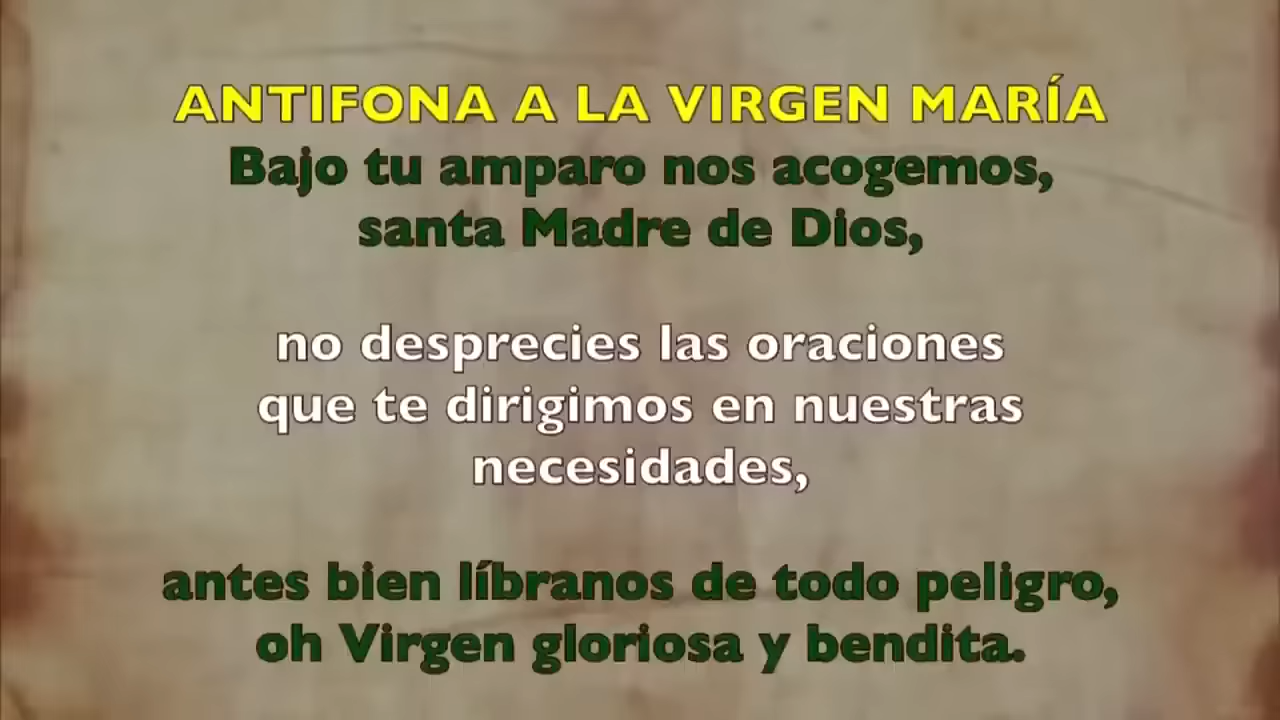 ANTIFONA A LA VIRGEN MARÍA
Bajo tu amparo nos acogemos,
santa Madre de Dios,
no desprecies las oraciones
que te dirigimos en nuestras
necesidades,
antes bien líbranos de todo peligro,
oh Virgen gloriosa y bendita.